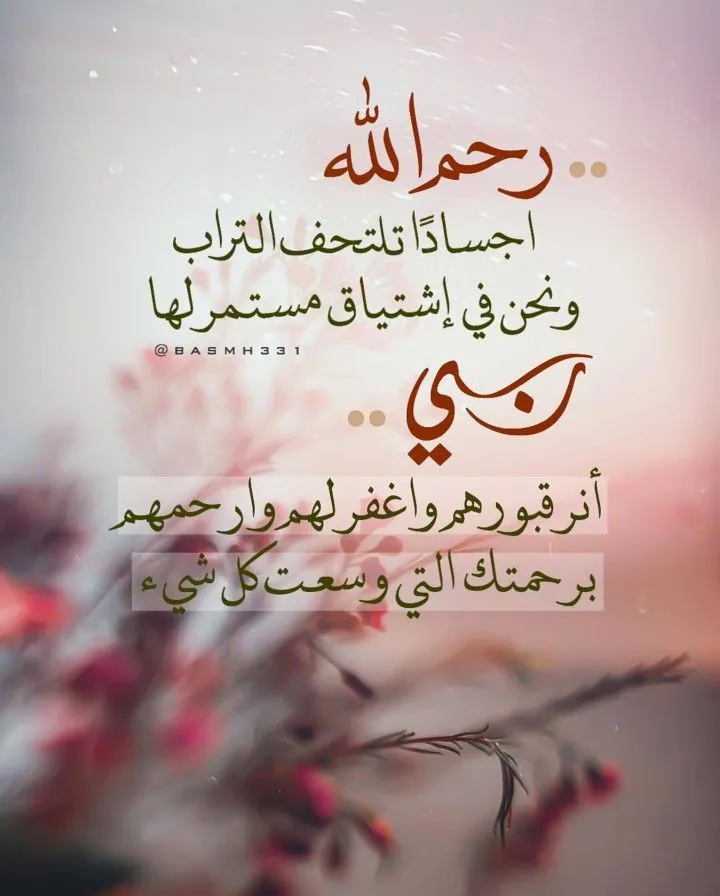 رحم الله ..
اجسادًا تلتحف التراب
ونحن في إشتياق مستمر لها
@BASMH331
ربي ..
أنر قبورهم واغفر لهم وارحمهم
برحمتك التي وسعت كل شيء